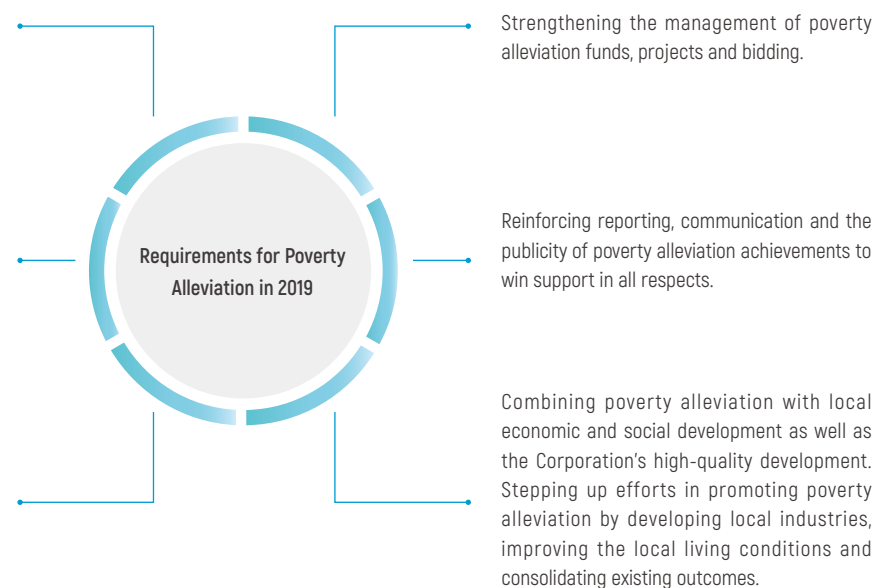 Strengthening the management of poverty
alleviation funds, projects and bidding.
Requirements for Poverty
Alleviation in 2019
Reinforcing reporting, communication and the
publicity of poverty alleviation achievements to
win support in all respects.
Combining poverty alleviation with local
economic and social development as well as
the Corporation's high-quality development.
Stepping up efforts in promoting poverty
alleviation by developing local industries,
improving the local living conditions and
consolidating existing outcomes.